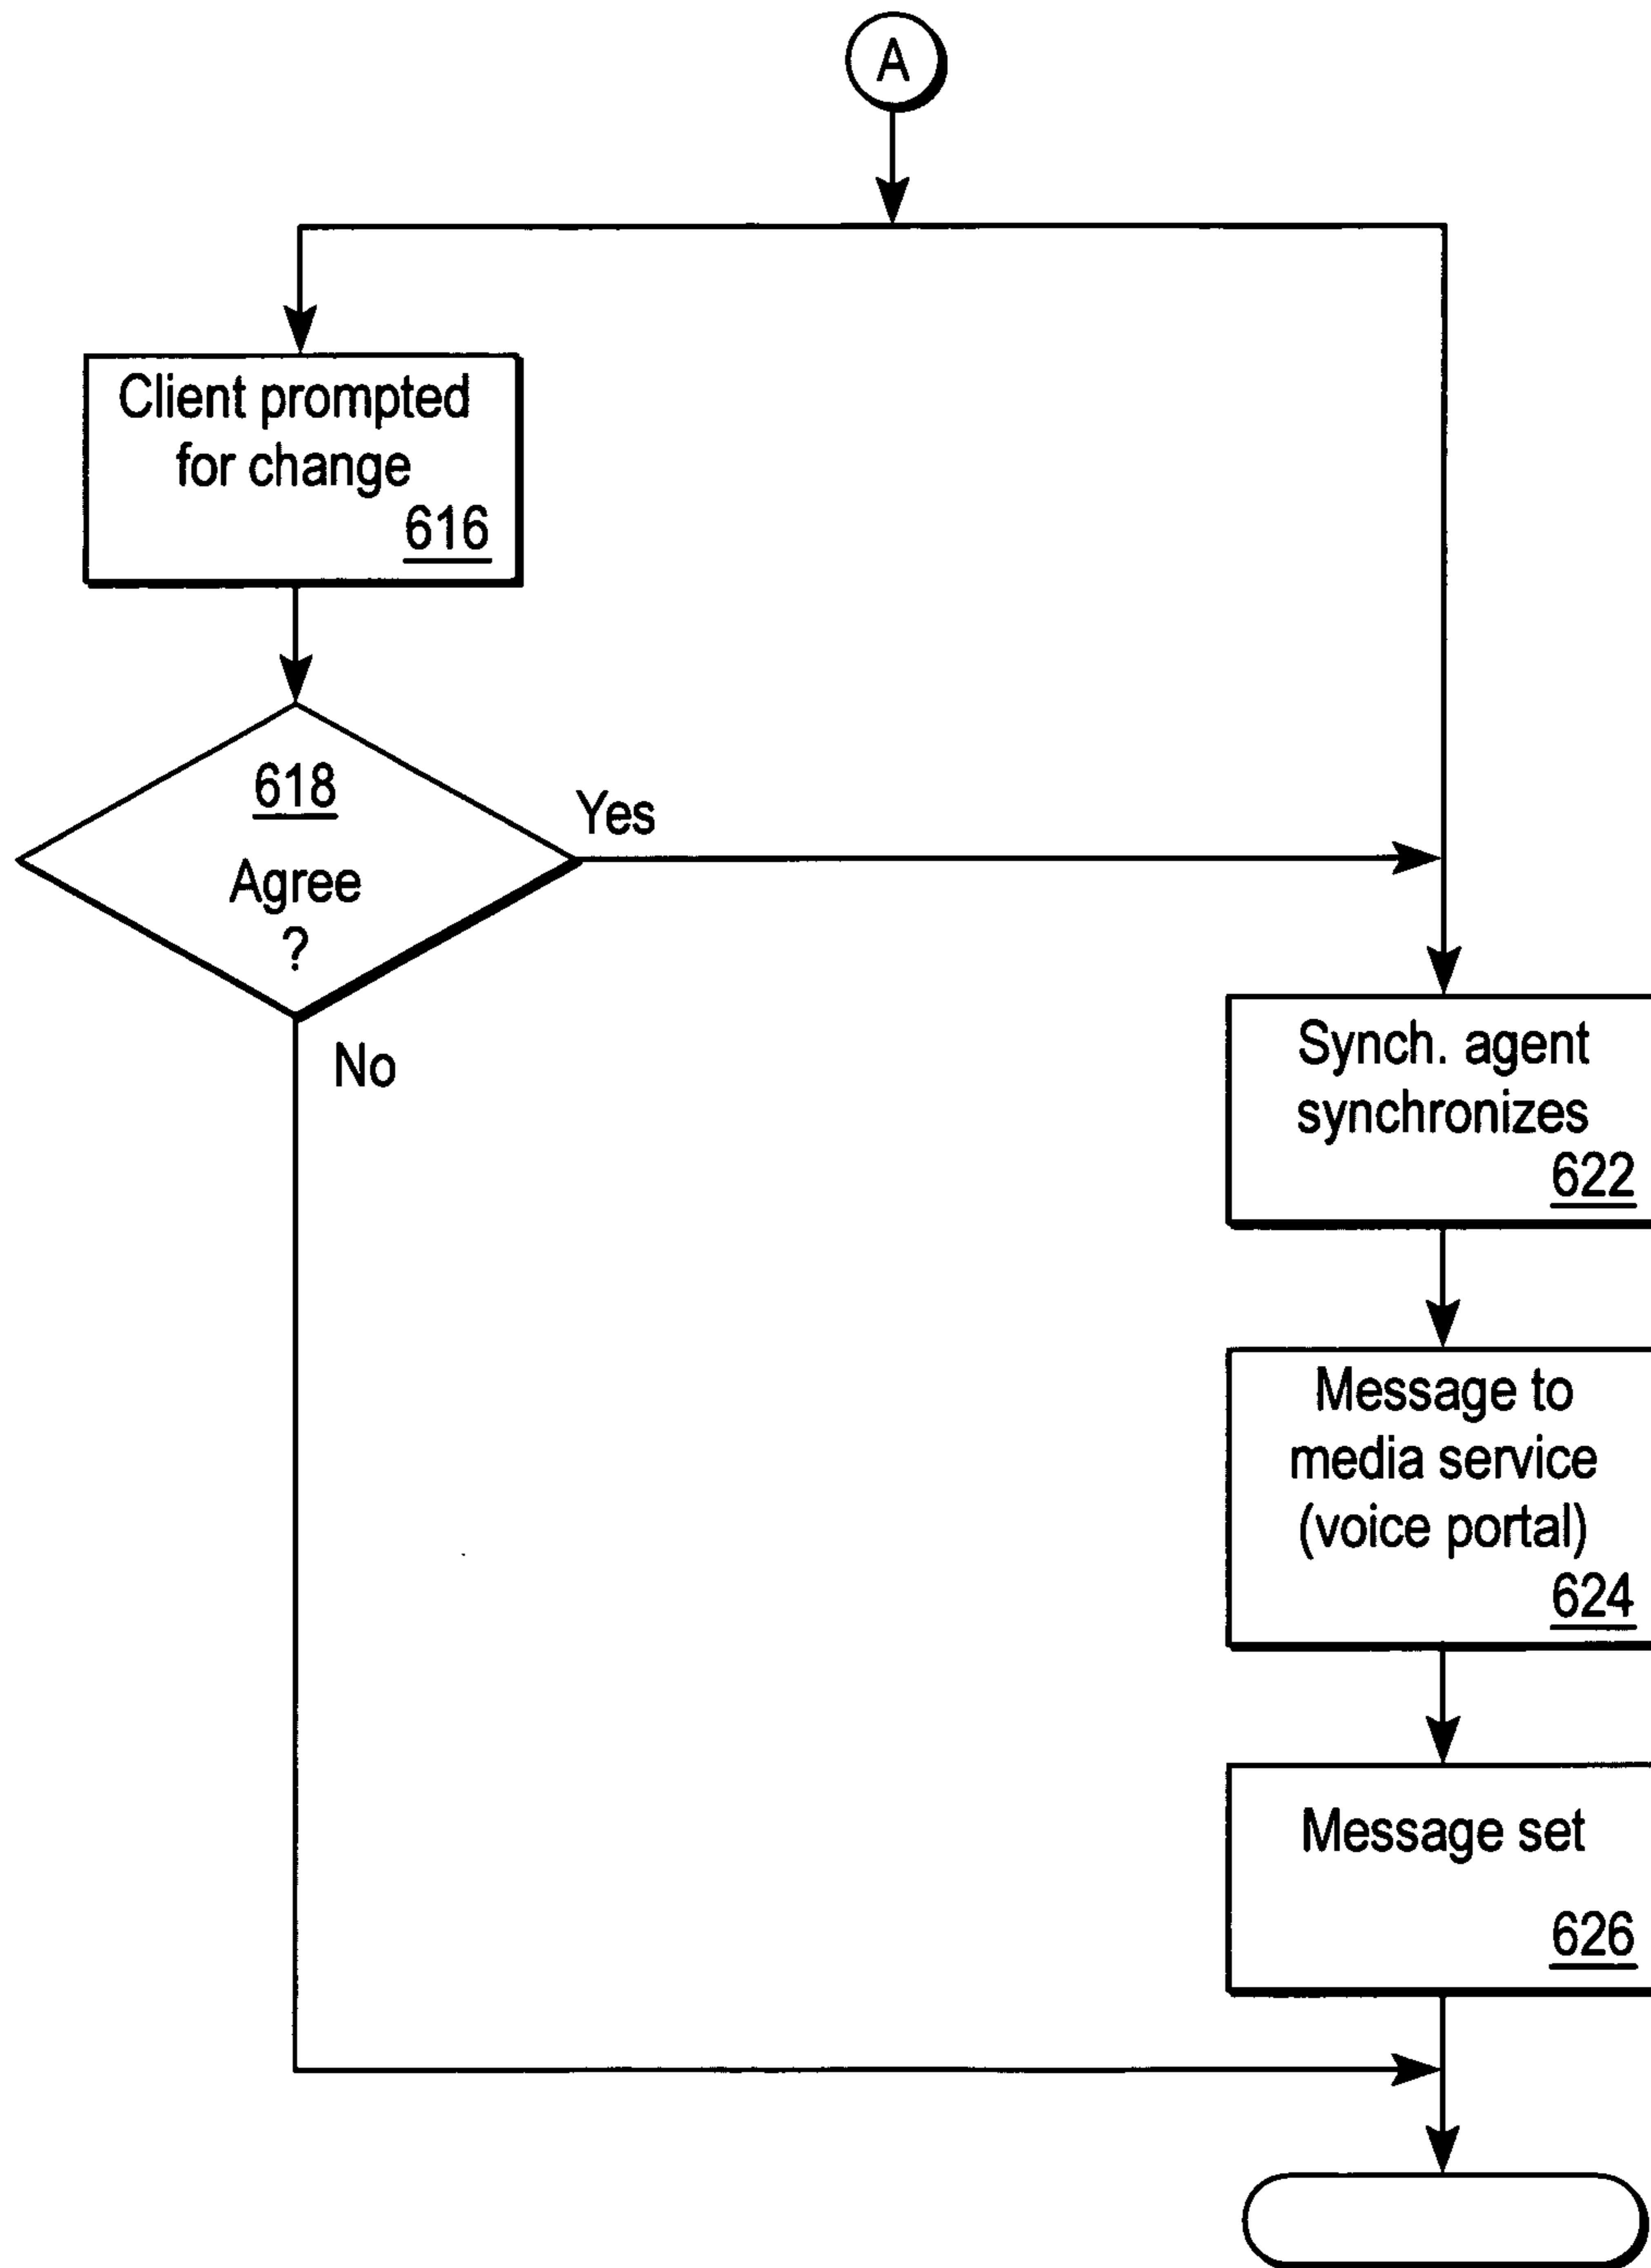 A
Client prompted
for change
616
618
Agree
?
Yes
No
Synch. agent
synchronizes
622
Message to
media service
(voice portal)
624
Message set
626